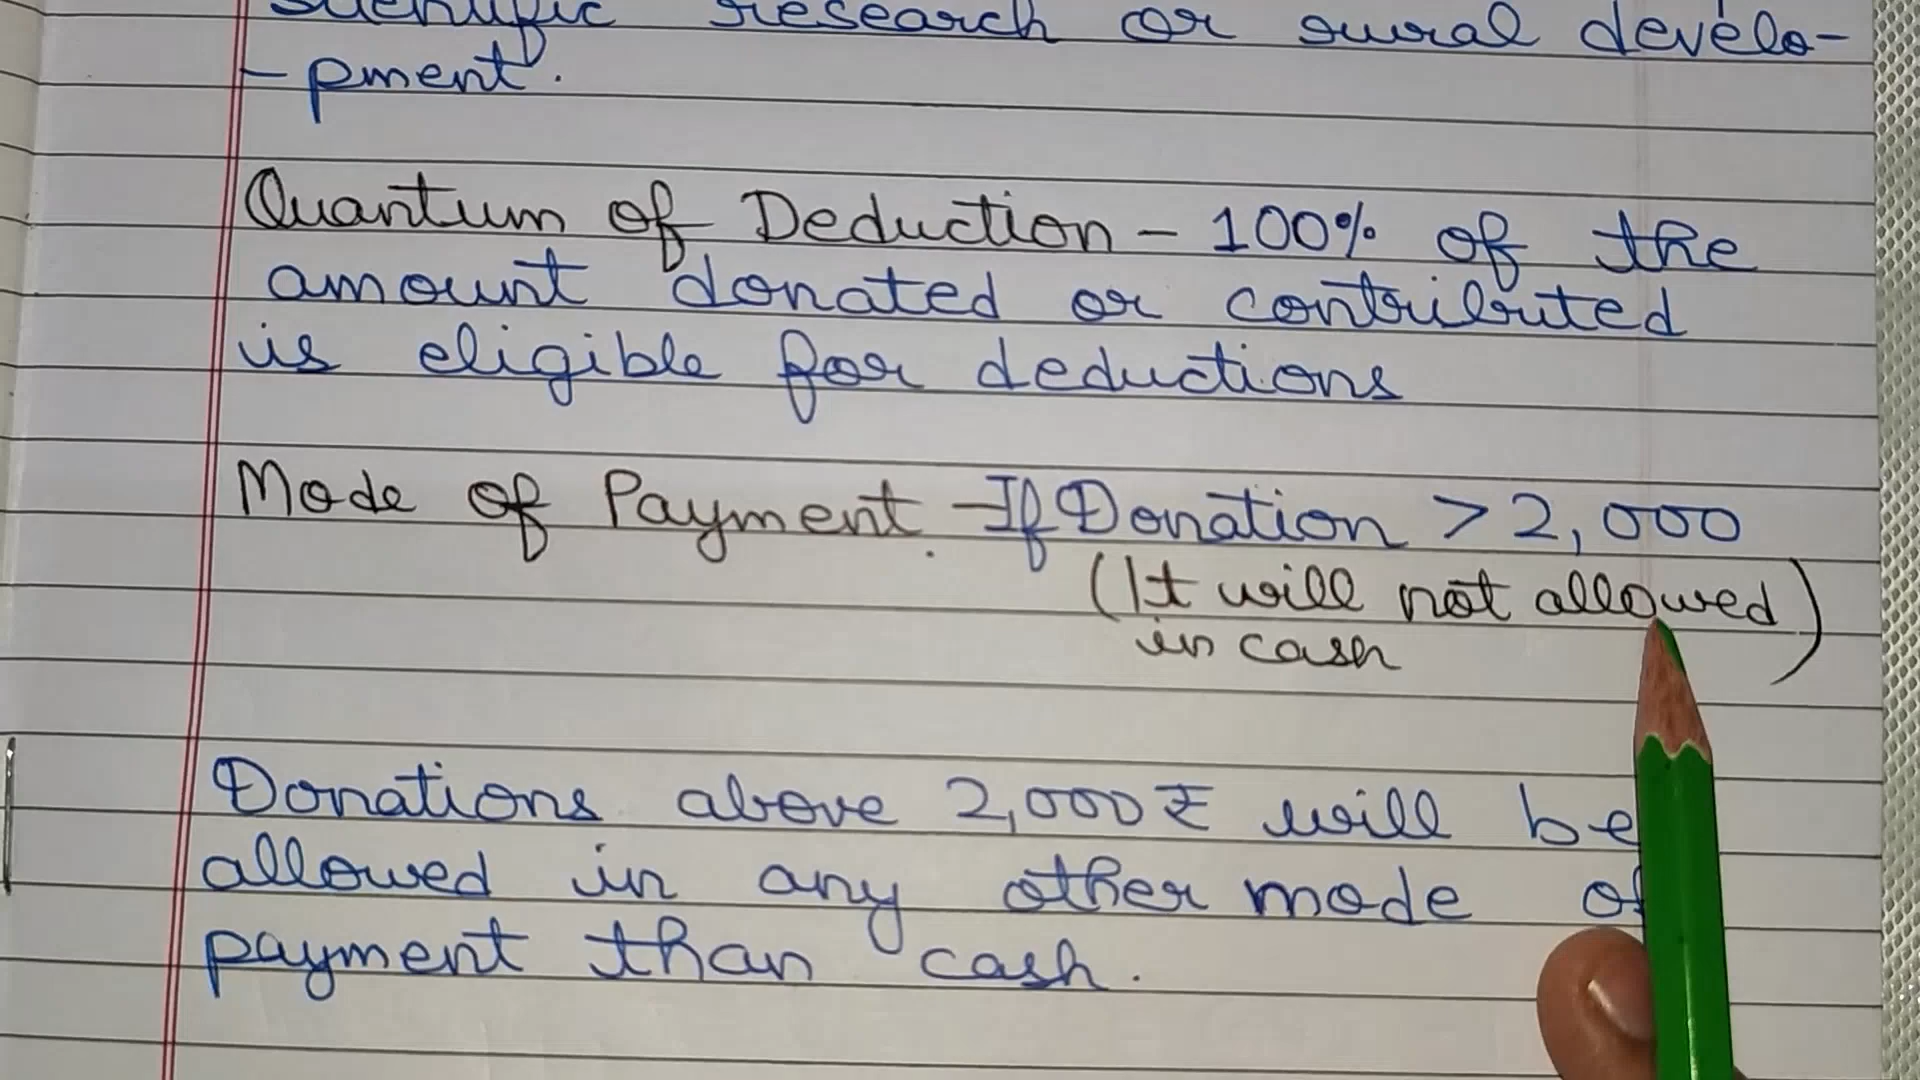 scientific research or rural develo-
-pment.
Quantum of Deduction - 100% of the
amount donated or contributed
is eligible for deductions
Mode of Payment - If Donation > 2,000
(It will not allowed)
in cash
Donations above 2,000₹ will be
allowed in any other mode of
payment than cash.